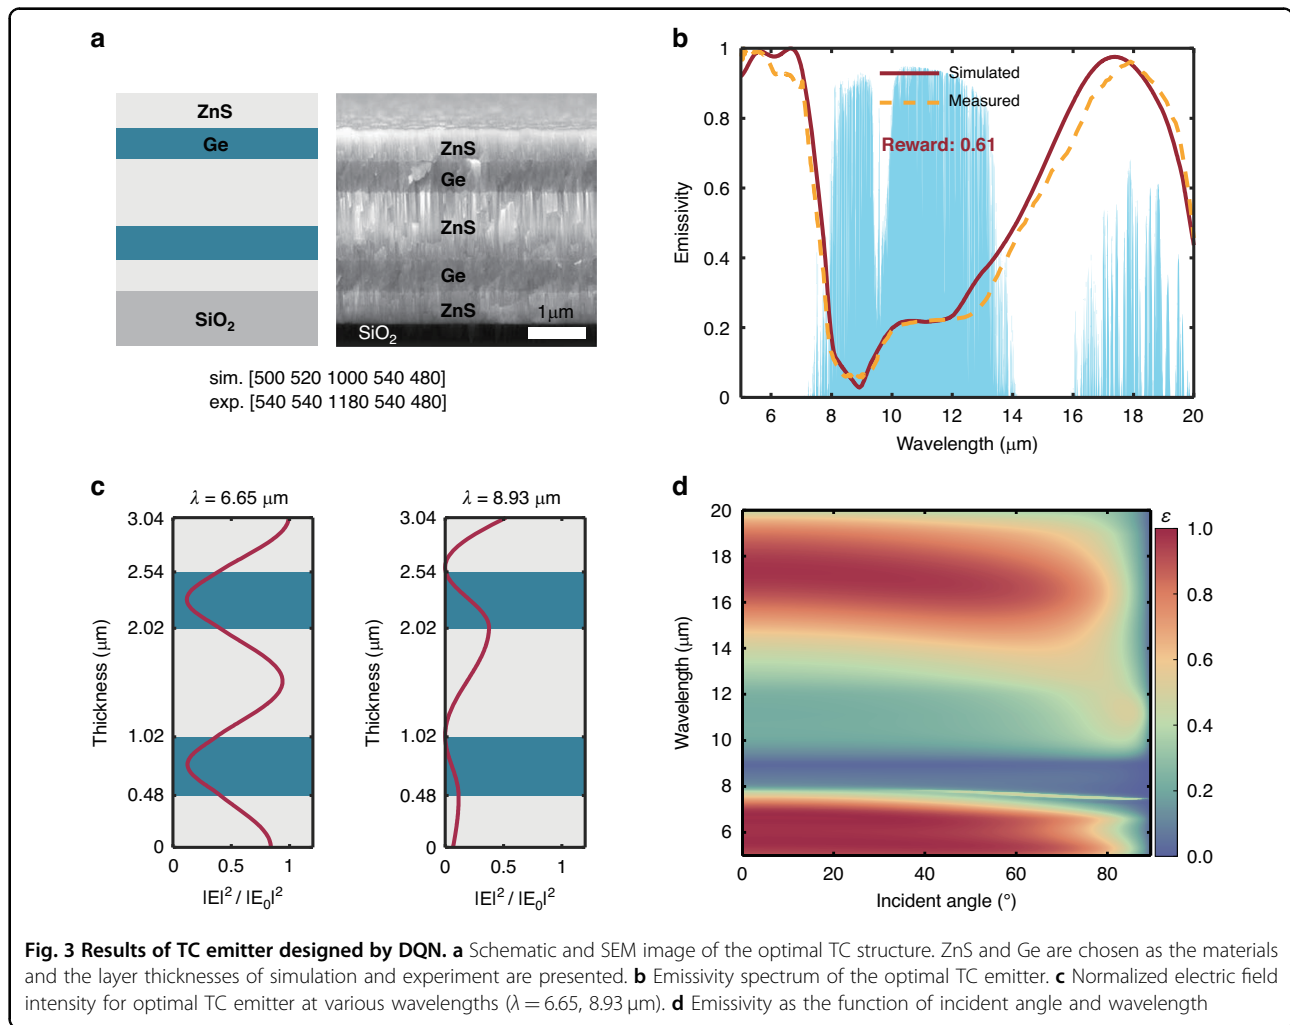 a
ZnS
Ge
SiO2
ZnS
Ge
ZnS
Ge
ZnS
SiO2
1μm
sim. [500 520 1000 540 480]
exp. [540 540 1180 540 480]
b
1
0.8
0.6
0.4
0.2
0
Emissivity
Simulated
Measured
Reward: 0.61
6 8 10 12 14 16 18 20
Wavelength (μm)
c
λ = 6.65 μm
3.04
2.54
2.02
1.02
0.48
0
Thickness (μm)
0 0.5 1
|E|² / |E0|²
λ = 8.93 μm
3.04
2.54
2.02
1.02
0.48
0
Thickness (μm)
0 0.5 1
|E|² / |E0|²
d
20
18
16
14
12
10
8
6
Wavelength (μm)
0 20 40 60 80
Incident angle (°)
ε
1.0
0.8
0.6
0.4
0.2
0.0
Fig. 3 Results of TC emitter designed by DQN. a Schematic and SEM image of the optimal TC structure. ZnS and Ge are chosen as the materials
and the layer thicknesses of simulation and experiment are presented. b Emissivity spectrum of the optimal TC emitter. c Normalized electric field
intensity for optimal TC emitter at various wavelengths (λ = 6.65, 8.93 μm). d Emissivity as the function of incident angle and wavelength